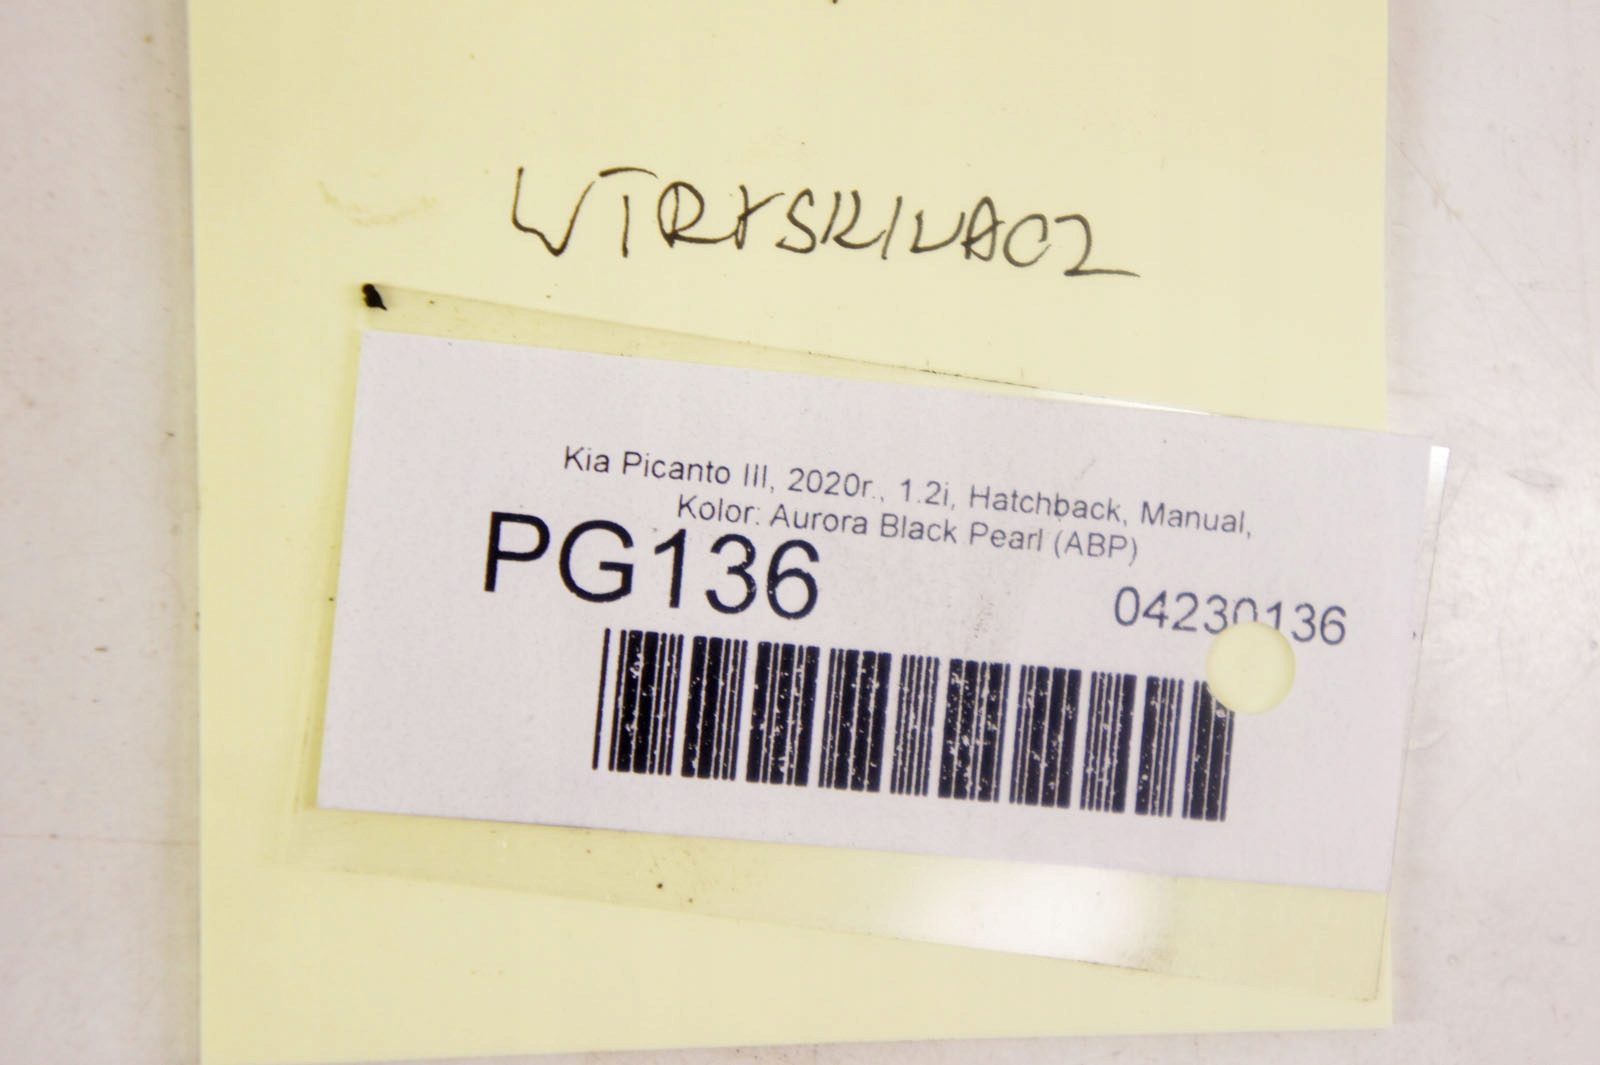 WTRYSKIWACZ
Kia Picanto III, 2020r., 1.2i, Hatchback, Manual,
Kolor: Aurora Black Pearl (ABP)
PG136
04230136